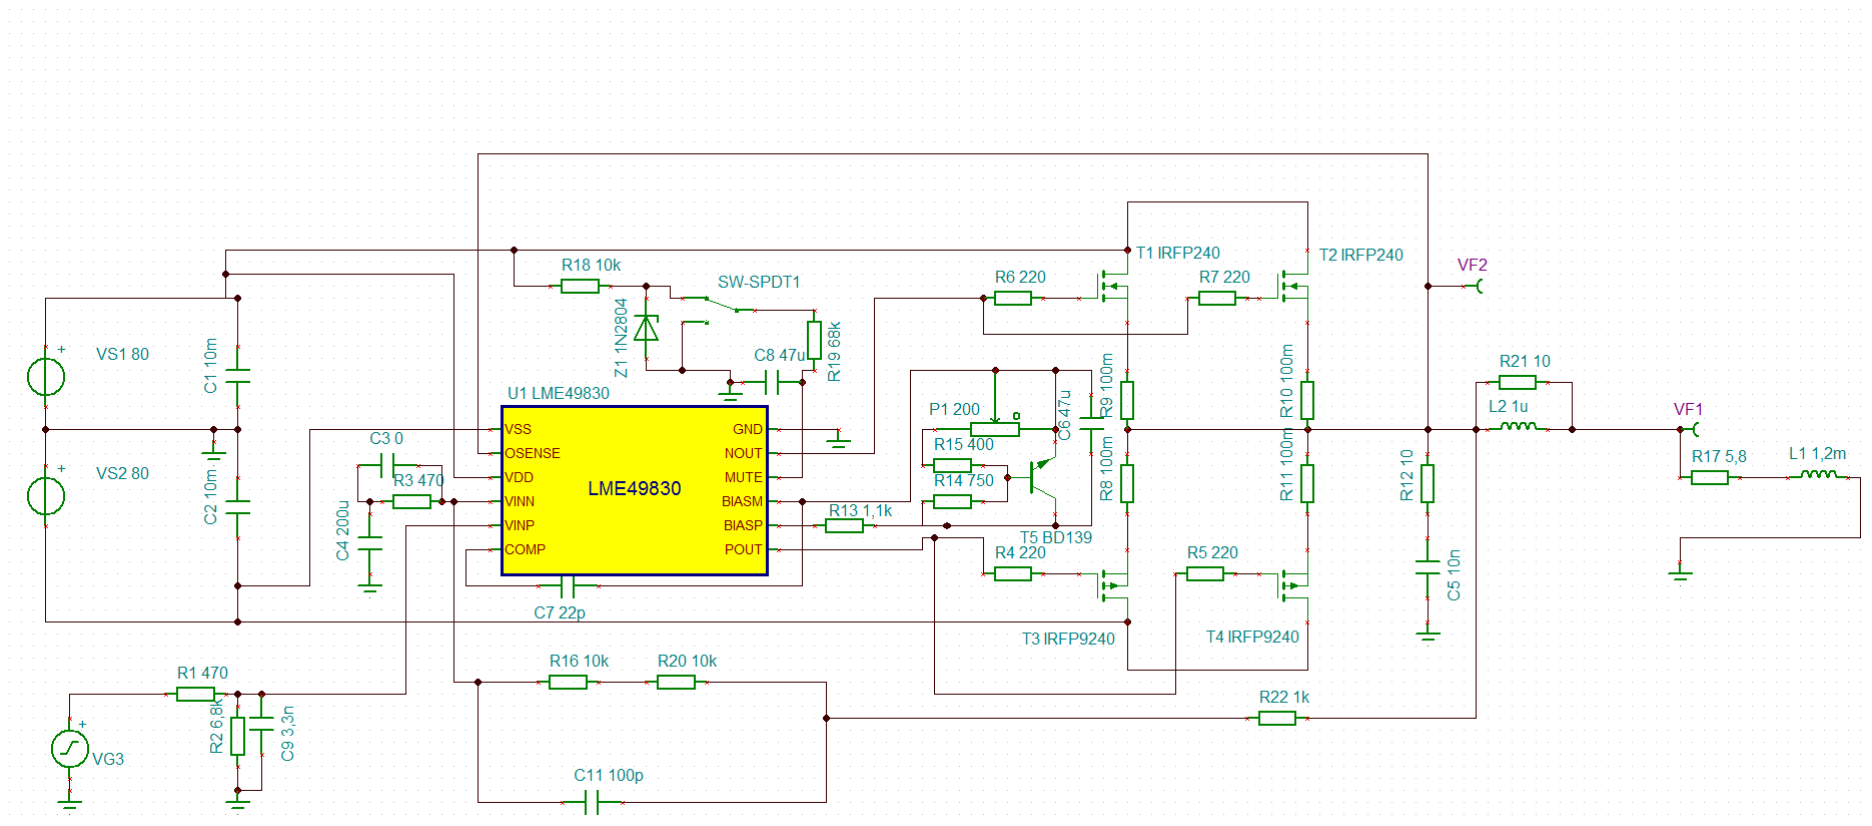 T1 IRFP240
T2 IRFP240
R18 10k
VF2
R6 220
R7 220
SW-SPDT1
Z1 1N2804
R19 68k
VS1 80
+
C1 10m
C8 47u
R9 100m
R10 100m
R21 10
U1 LME49830
P1 200
C6 47u
L2 1u
VF1
VSS
GND
C3 0
OSENSE
NOUT
R15 400
L1 1,2m
VS2 80
+
C2 10m
R3 470
VDD
MUTE
R14 750
R8 100m
R11 100m
R12 10
R17 5,8
LME49830
VINN
BIASM
R13 1,1k
VINP
BIASP
C4 200u
T5 BD139
COMP
POUT
R4 220
R5 220
C5 10n
C7 22p
T3 IRFP9240
T4 IRFP9240
R1 470
R16 10k
R20 10k
R22 1k
R2 6,8k
C9 3,3n
+
VG3
C11 100p